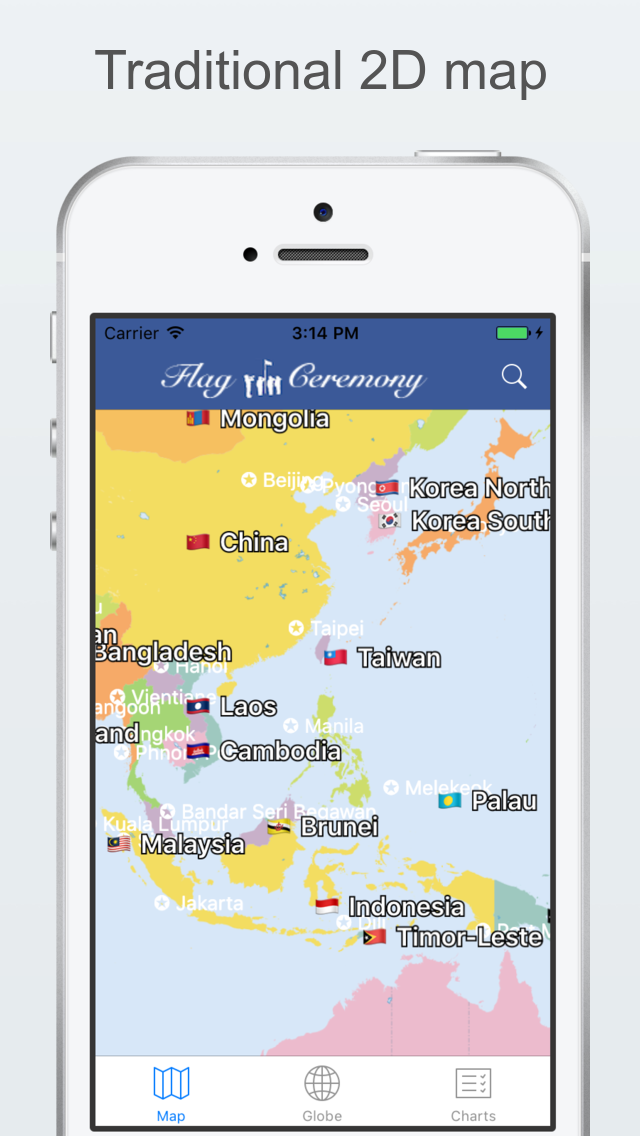 Traditional 2D map
Carrier
3:14 PM
Flag Ceremony
Mongolia
Beijing
Korea North
Seoul
Korea South
China
Taipei
Taiwan
an
Bangladesh
Hanoi
Vientiane
angoon
Laos
Manila
and
ngkok
Cambodia
Melekeok
Palau
Bandar Seri Begawan
Kuala Lumpur
Brunei
Malaysia
Jakarta
Indonesia
Dili
Timor-Leste
Map
Globe
Charts